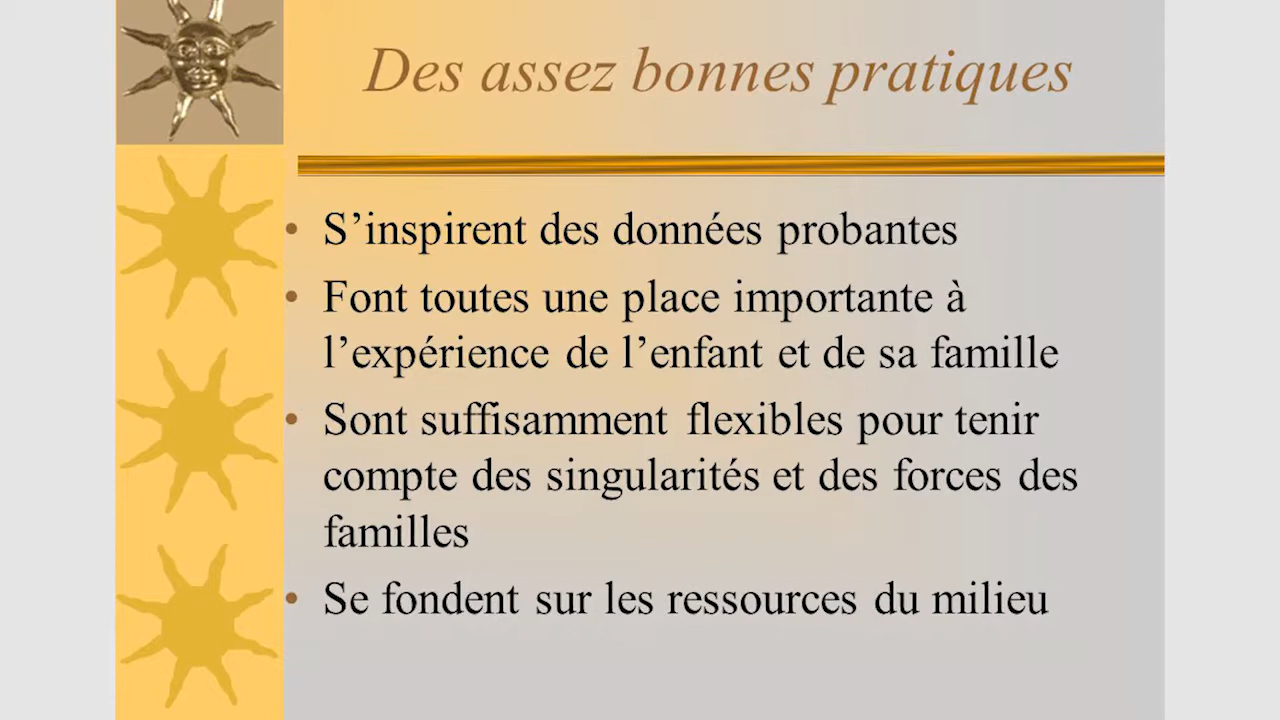 Des assez bonnes pratiques
• S’inspirent des données probantes
• Font toutes une place importante à
l’expérience de l’enfant et de sa famille
• Sont suffisamment flexibles pour tenir
compte des singularités et des forces des
familles
• Se fondent sur les ressources du milieu